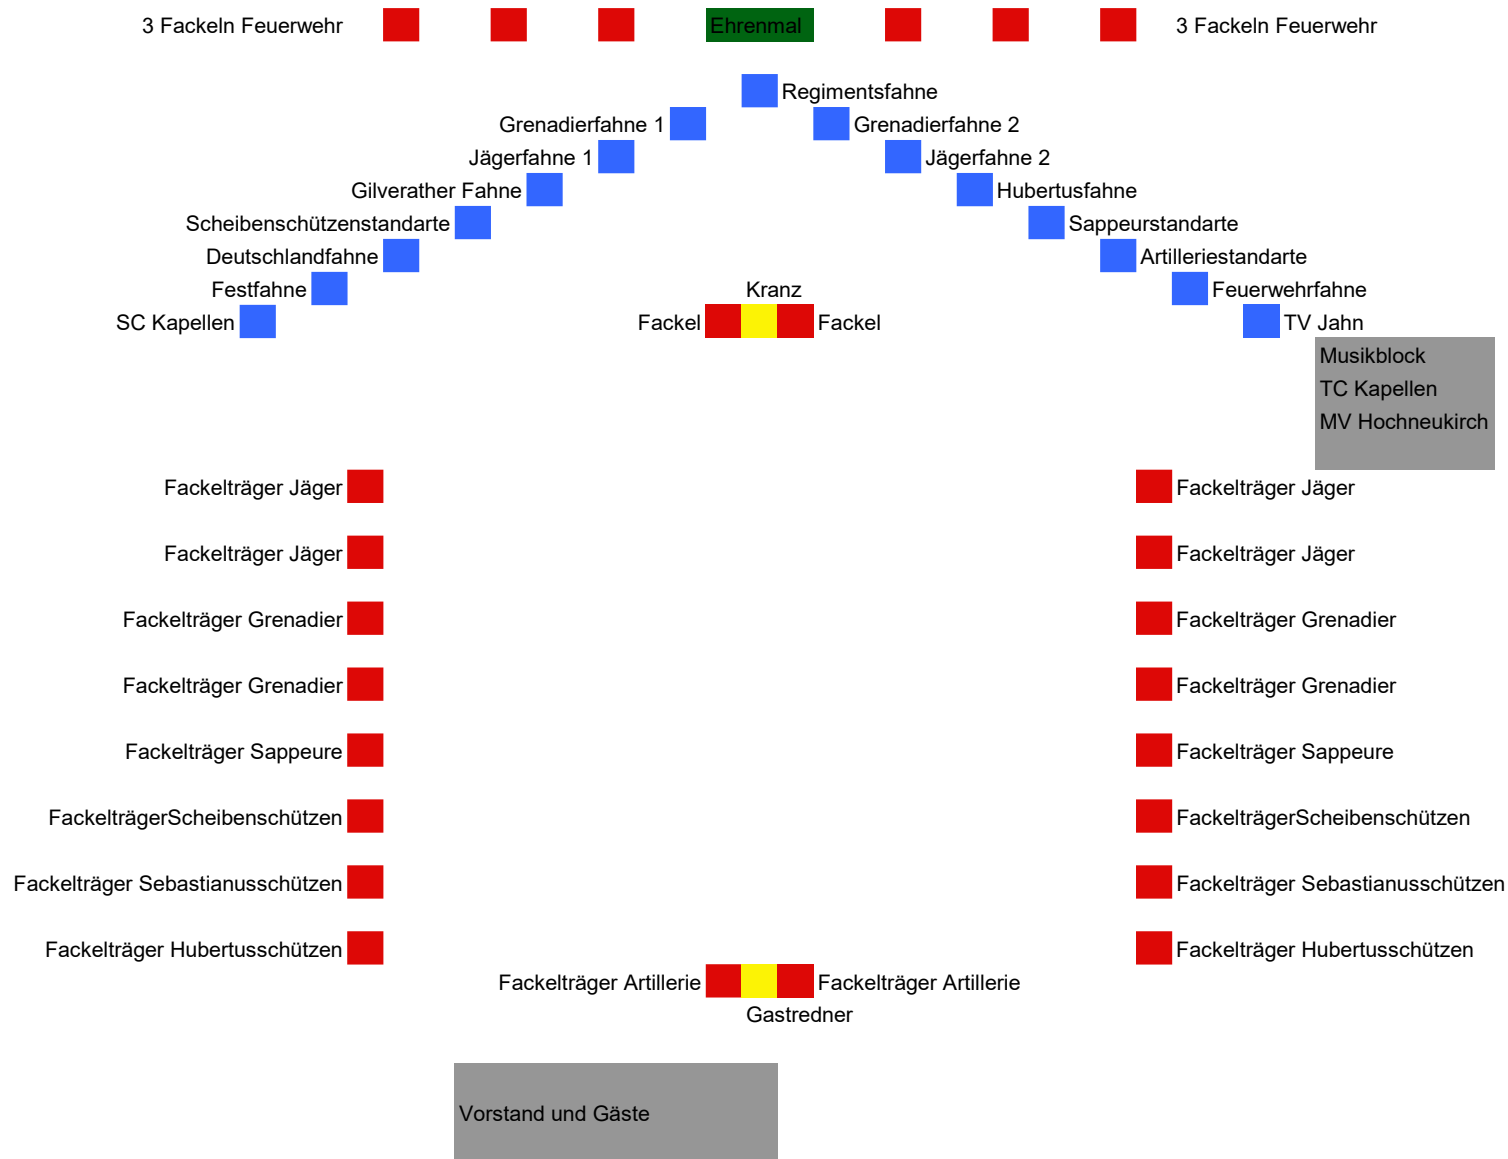 3 Fackeln Feuerwehr Ehrenmal 3 Fackeln Feuerwehr
Regimentsfahne
Grenadierfahne 1 Grenadierfahne 2
Jägerfahne 1 Jägerfahne 2
Gilverather Fahne Hubertusfahne
Scheibenschützenstandarte Sappeurstandarte
Deutschlandfahne Artilleriestandarte
Festfahne Kranz Feuerwehrfahne
SC Kapellen Fackel Fackel TV Jahn
Musikblock
TC Kapellen
MV Hochneukirch
Fackelträger Jäger Fackelträger Jäger
Fackelträger Jäger Fackelträger Jäger
Fackelträger Grenadier Fackelträger Grenadier
Fackelträger Grenadier Fackelträger Grenadier
Fackelträger Sappeure Fackelträger Sappeure
FackelträgerScheibenschützen FackelträgerScheibenschützen
Fackelträger Sebastianusschützen Fackelträger Sebastianusschützen
Fackelträger Hubertusschützen Fackelträger Hubertusschützen
Fackelträger Artillerie Fackelträger Artillerie
Gastredner
Vorstand und Gäste